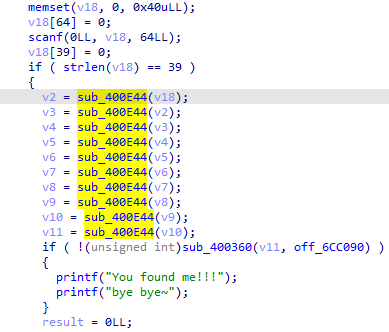 memset(v18, 0, 0x40uLL);
v18[64] = 0;
scanf(0LL, v18, 64LL);
v18[39] = 0;
if ( strlen(v18) == 39 )
{
v2 = sub_400E44(v18);
v3 = sub_400E44(v2);
v4 = sub_400E44(v3);
v5 = sub_400E44(v4);
v6 = sub_400E44(v5);
v7 = sub_400E44(v6);
v8 = sub_400E44(v7);
v9 = sub_400E44(v8);
v10 = sub_400E44(v9);
v11 = sub_400E44(v10);
if ( !(unsigned int)sub_400360(v11, off_6CC090) )
{
printf("You found me!!!");
printf("bye bye~");
}
result = 0LL;